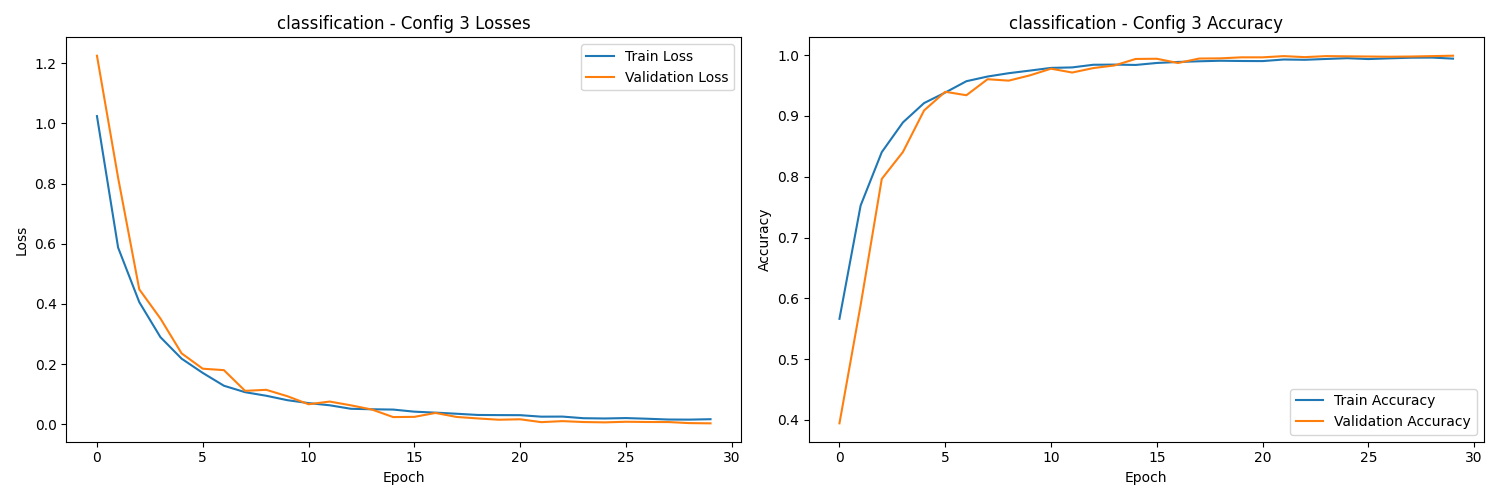 classification - Config 3 Losses
Train Loss
Validation Loss
1.2
1.0
0.8
0.6
0.4
0.2
0.0
Loss
0 5 10 15 20 25 30
Epoch
classification - Config 3 Accuracy
1.0
0.9
0.8
0.7
0.6
0.5
0.4
Accuracy
Train Accuracy
Validation Accuracy
0 5 10 15 20 25 30
Epoch